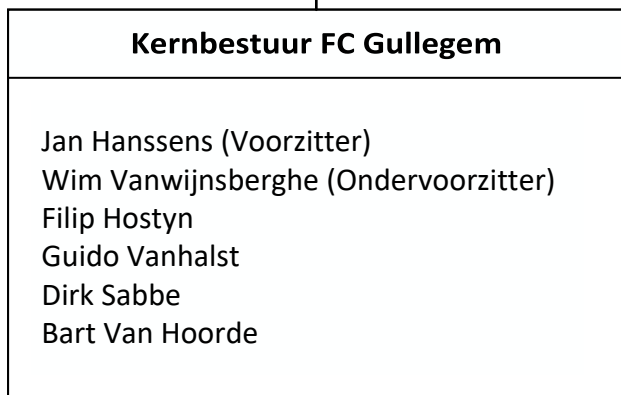 Kernbestuur FC Gullegem
Jan Hanssens (Voorzitter)
Wim Vanwijnsberghe (Ondervoorzitter)
Filip Hostyn
Guido Vanhalst
Dirk Sabbe
Bart Van Hoorde